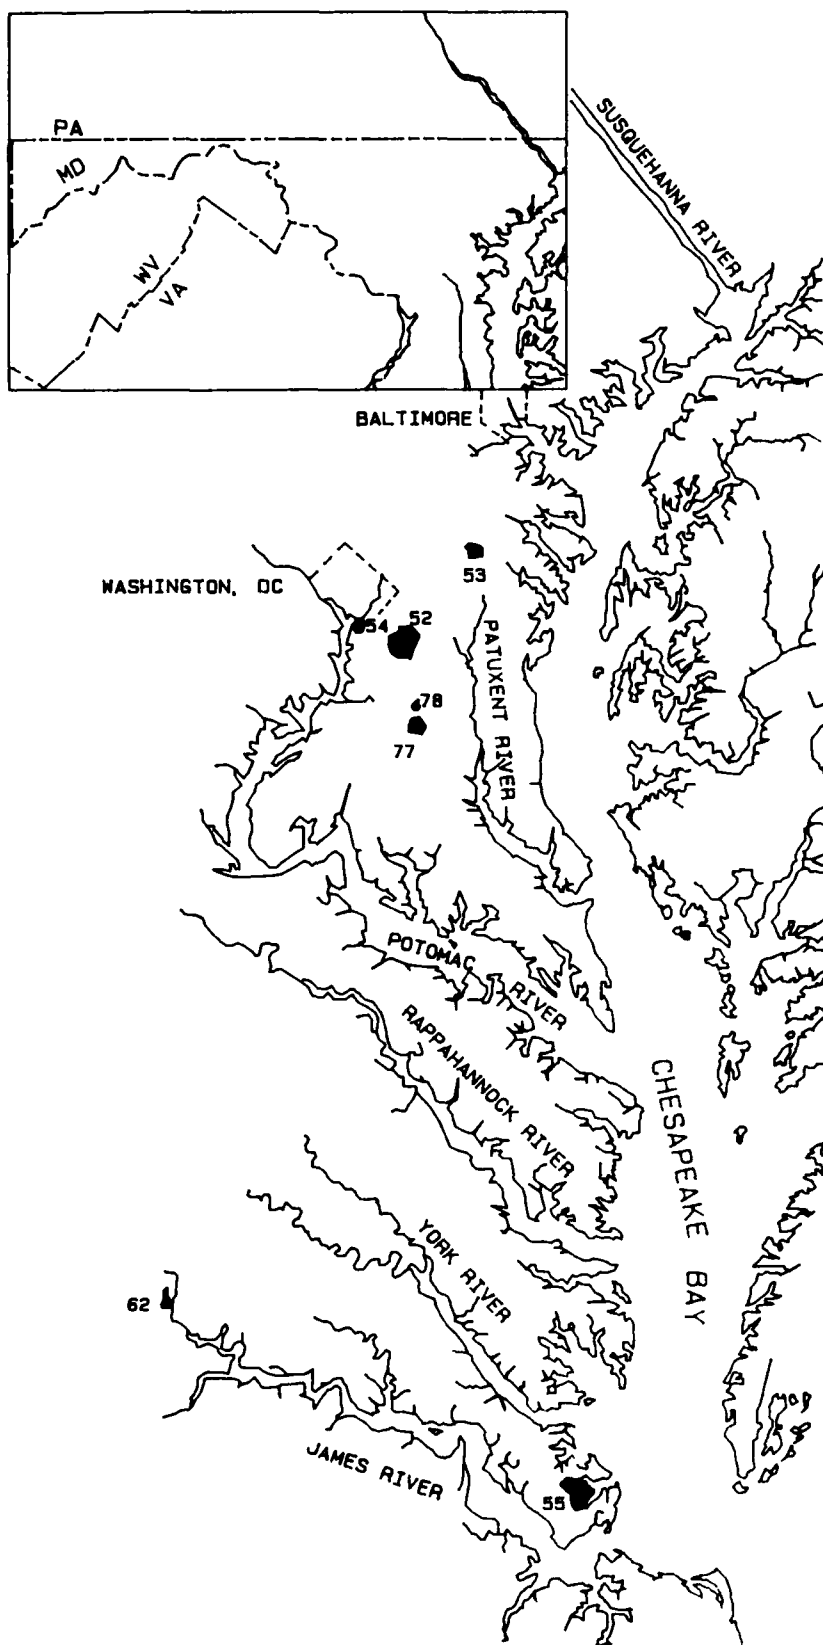 PA
MD
WV
VA
SUSQUEHANNA RIVER
BALTIMORE
53
WASHINGTON, DC
54
52
PATUXENT RIVER
78
77
POTOMAC RIVER
RAPPAHANNOCK RIVER
CHESAPEAKE BAY
YORK RIVER
62
JAMES RIVER
55